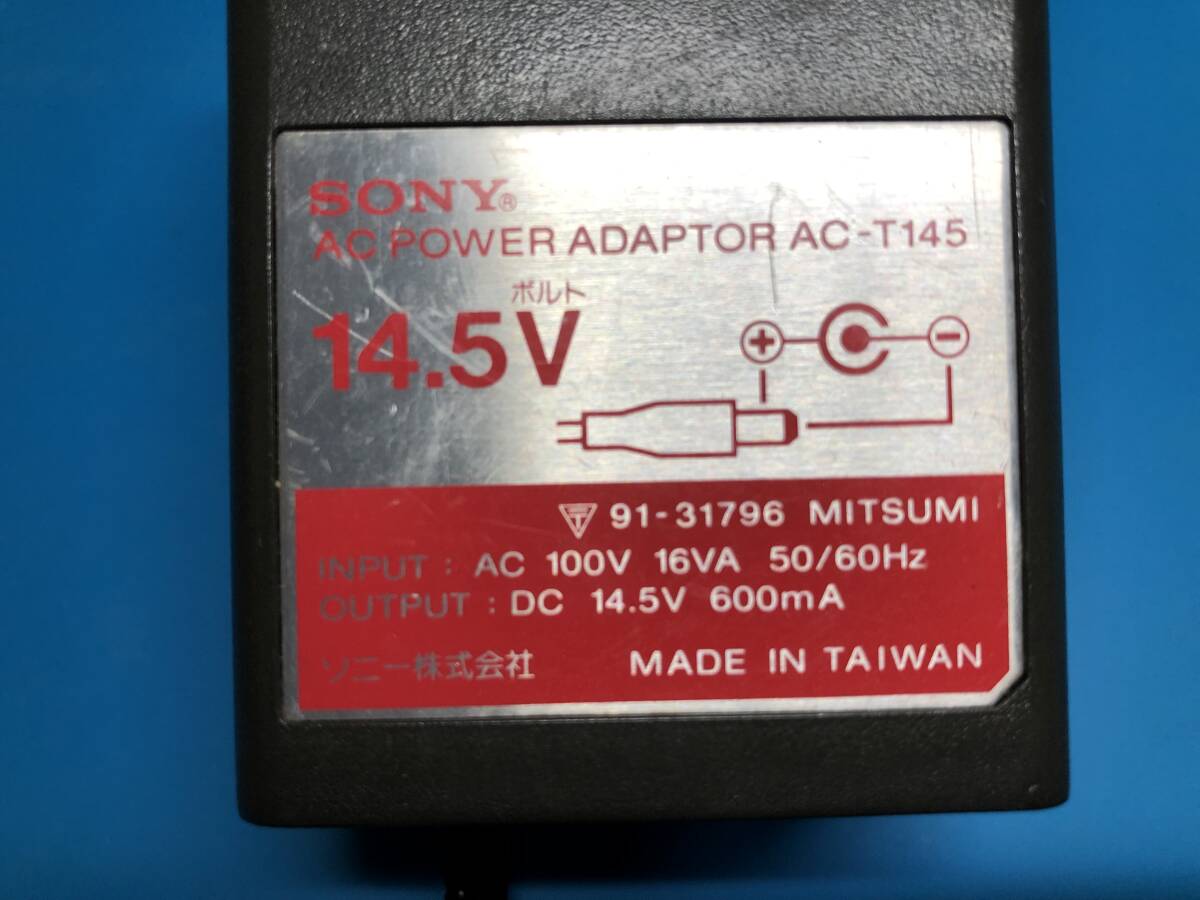 SONY®
AC POWER ADAPTOR AC-T145
ボルト
14.5V
+ −
〒 91-31796 MITSUMI
INPUT : AC 100V 16VA 50/60Hz
OUTPUT : DC 14.5V 600mA
ソニー株式会社 MADE IN TAIWAN